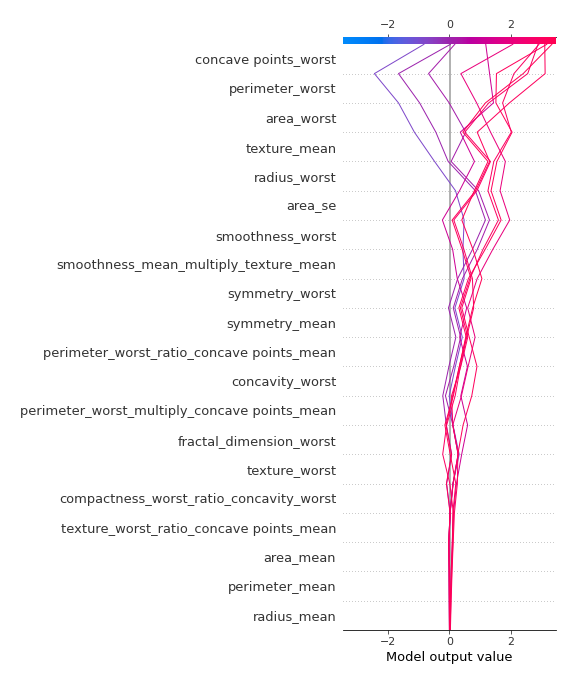 −2 0 2
concave points_worst
perimeter_worst
area_worst
texture_mean
radius_worst
area_se
smoothness_worst
smoothness_mean_multiply_texture_mean
symmetry_worst
symmetry_mean
perimeter_worst_ratio_concave points_mean
concavity_worst
perimeter_worst_multiply_concave points_mean
fractal_dimension_worst
texture_worst
compactness_worst_ratio_concavity_worst
texture_worst_ratio_concave points_mean
area_mean
perimeter_mean
radius_mean
−2 0 2
Model output value